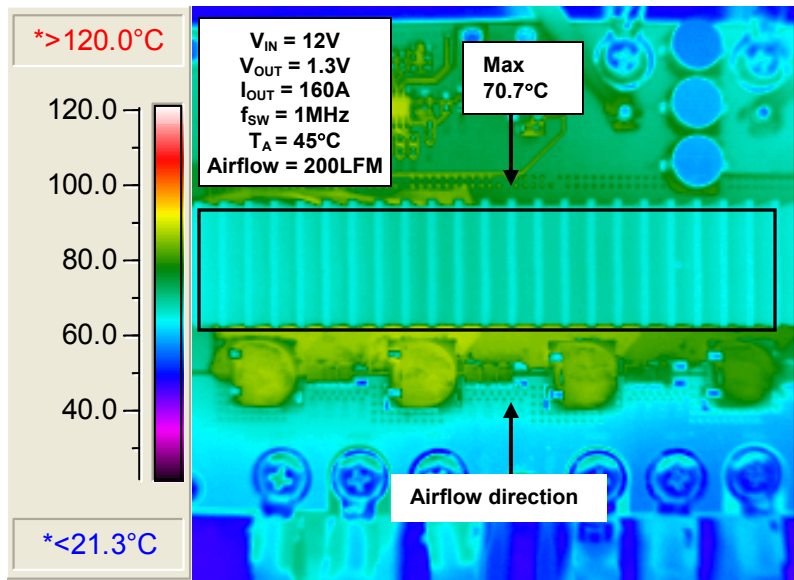 *>120.0°C
120.0
100.0
80.0
60.0
40.0
*<21.3°C
VIN = 12V
VOUT = 1.3V
IOUT = 160A
fSW = 1MHz
TA = 45°C
Airflow = 200LFM
Max
70.7°C
Airflow direction